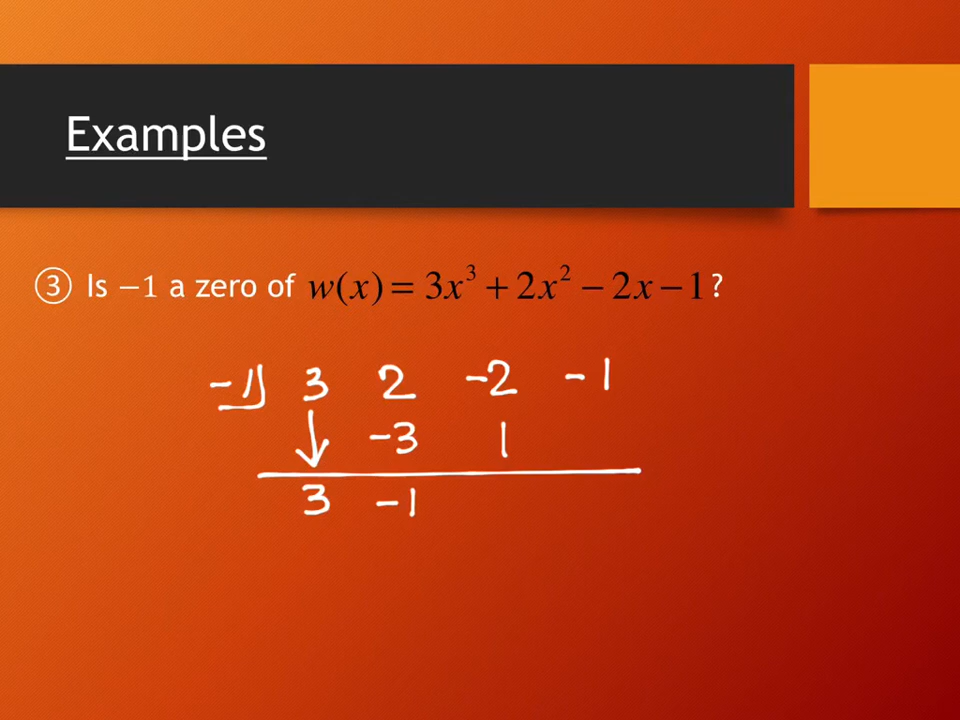 Examples
③ Is −1 a zero of w(x) = 3x³ + 2x² − 2x − 1?
-1 3 2 -2 -1
-3 1
3 -1